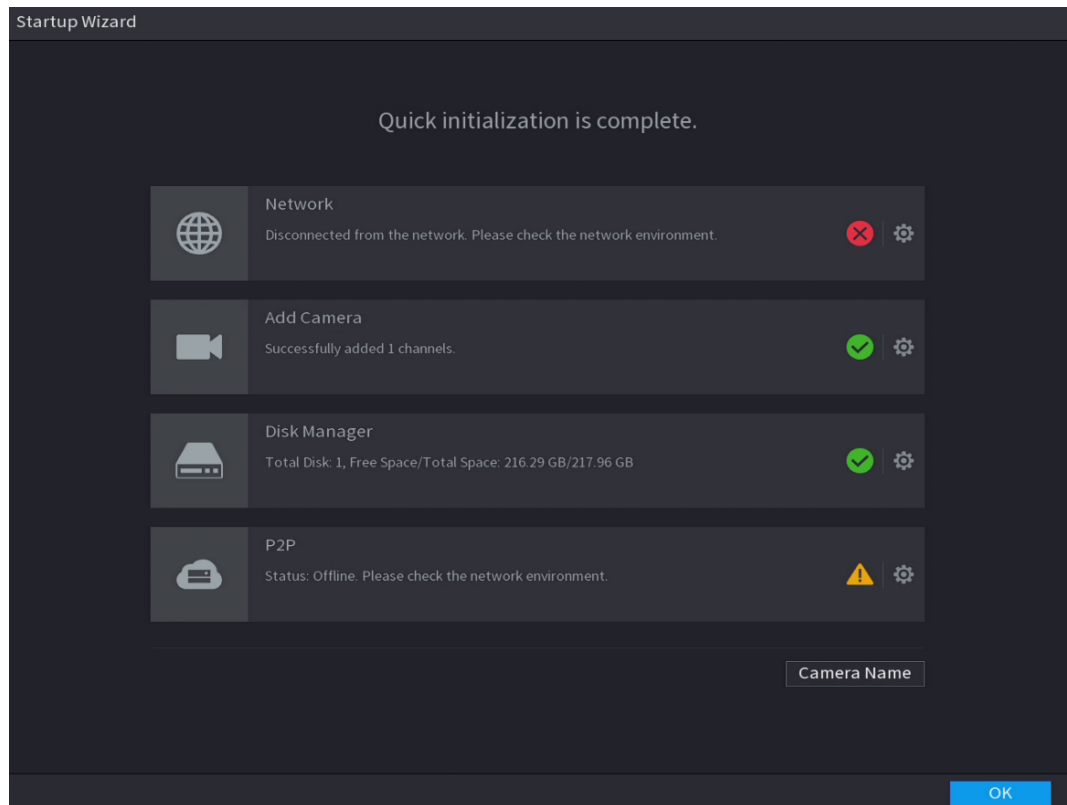 Startup Wizard
Quick initialization is complete.
Network
Disconnected from the network. Please check the network environment.
Add Camera
Successfully added 1 channels.
Disk Manager
Total Disk: 1, Free Space/Total Space: 216.29 GB/217.96 GB
P2P
Status: Offline. Please check the network environment.
Camera Name
OK